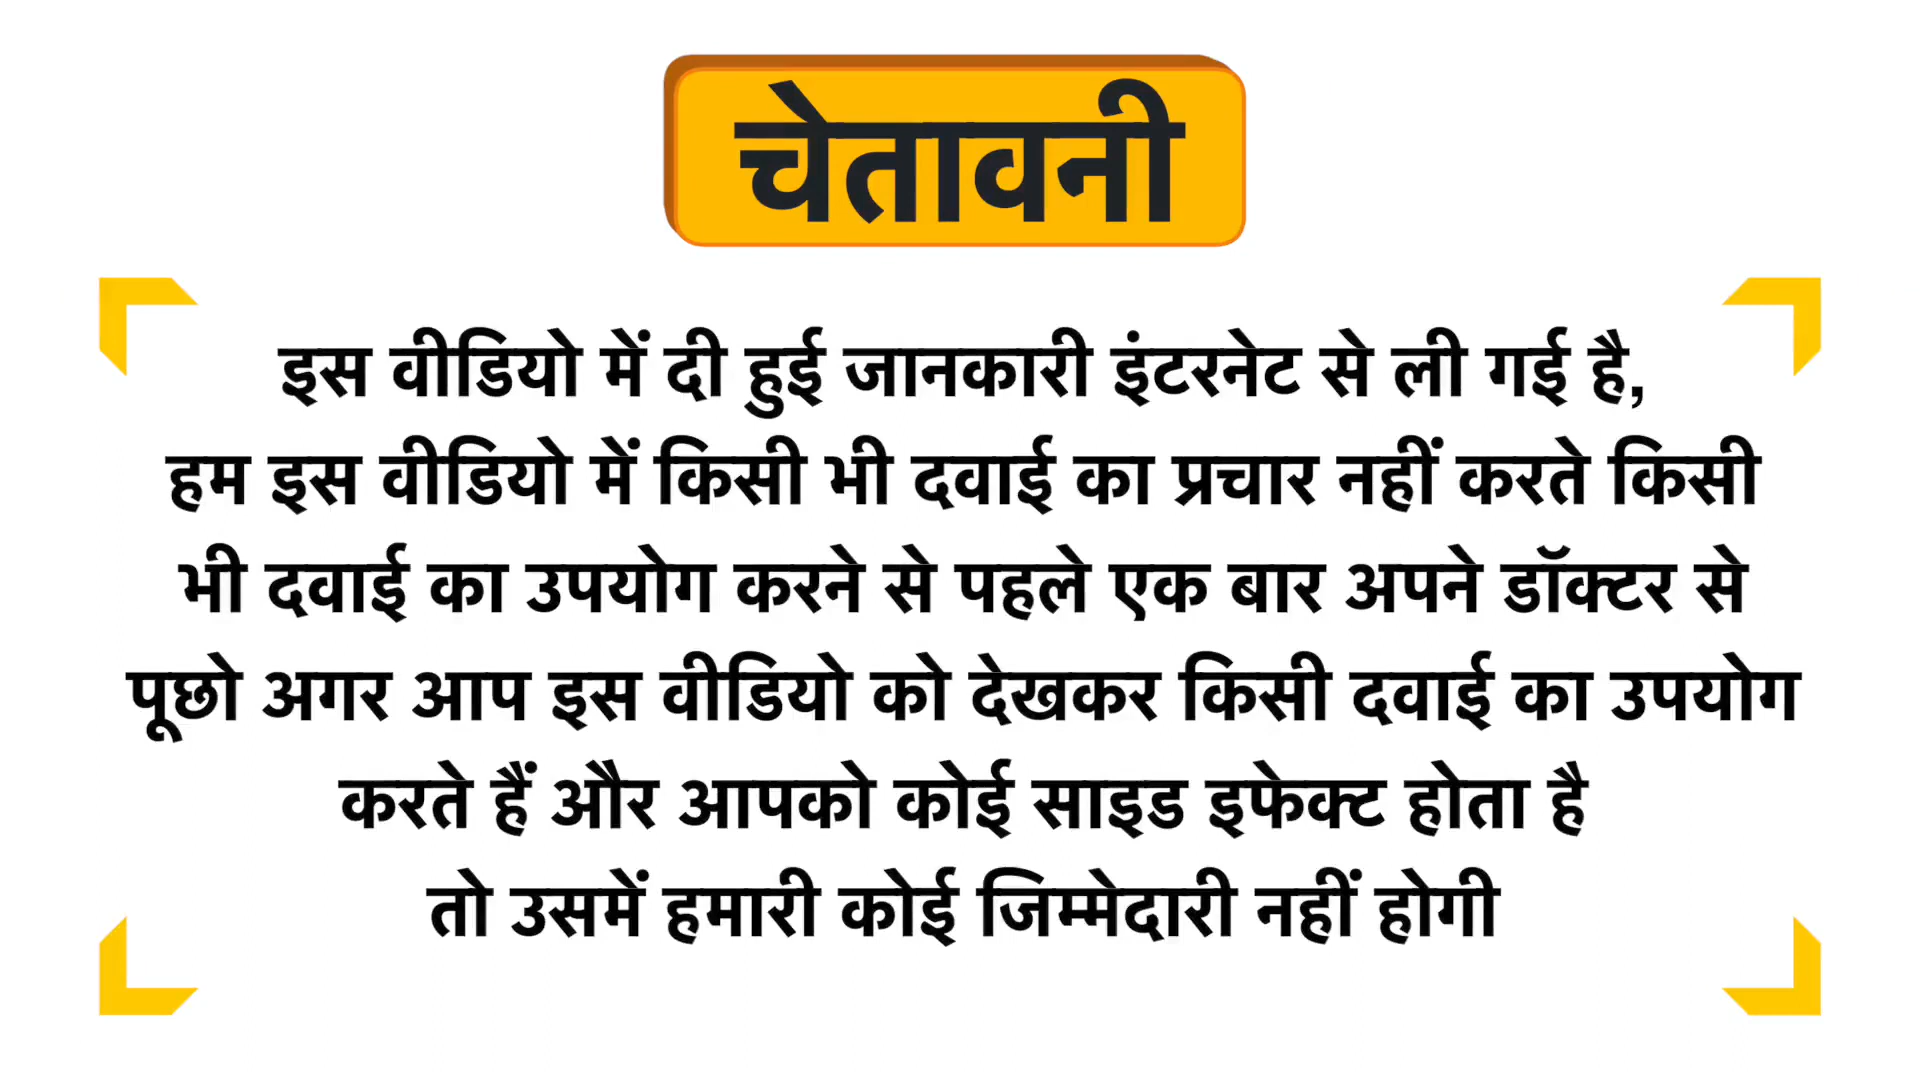 चेतावनी
इस वीडियो में दी हुई जानकारी इंटरनेट से ली गई है,
हम इस वीडियो में किसी भी दवाई का प्रचार नहीं करते किसी
भी दवाई का उपयोग करने से पहले एक बार अपने डॉक्टर से
पूछो अगर आप इस वीडियो को देखकर किसी दवाई का उपयोग
करते हैं और आपको कोई साइड इफेक्ट होता है
तो उसमें हमारी कोई जिम्मेदारी नहीं होगी